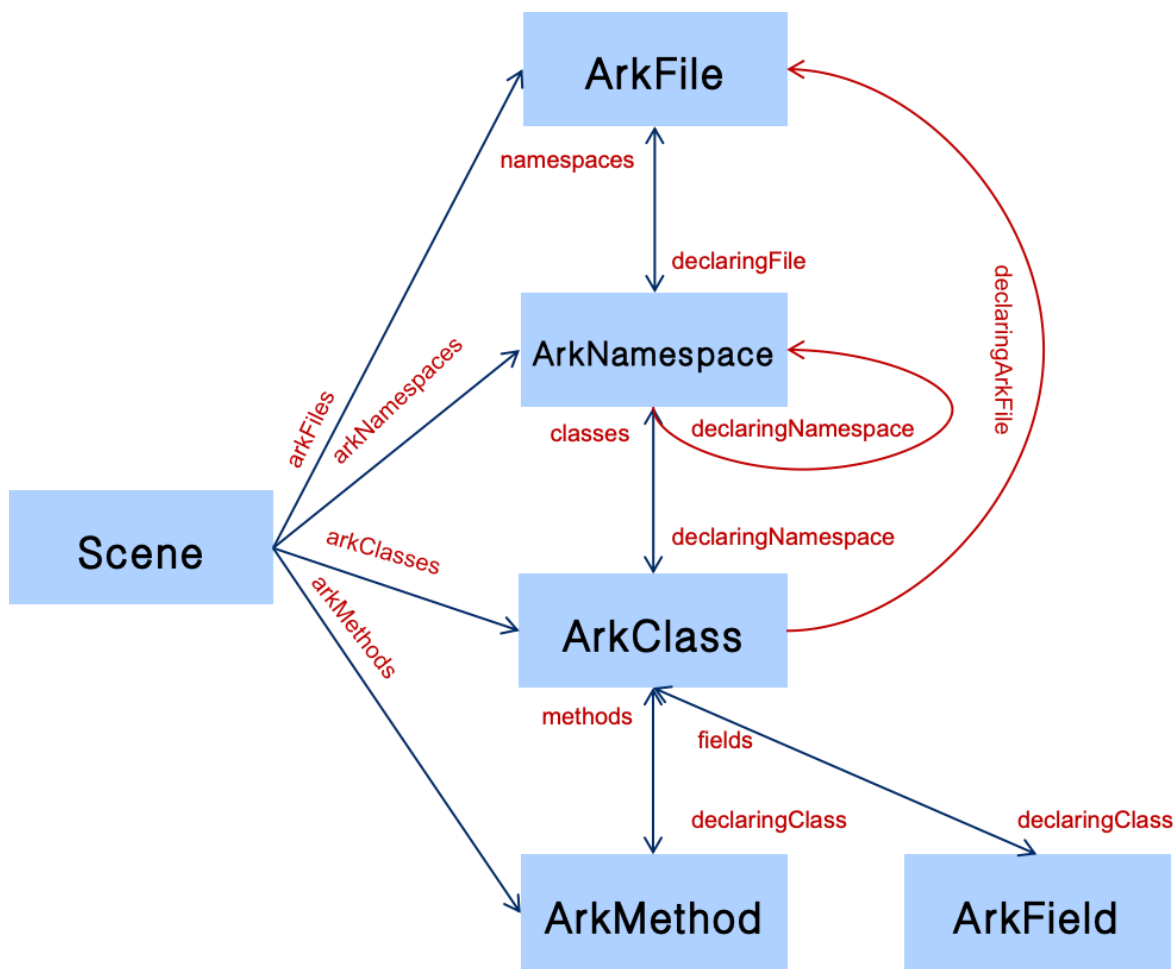 ArkFile
namespaces
declaringFile
declaringArkFile
ArkNamespace
arkNamespaces
arkFiles
classes
declaringNamespace
Scene
arkClasses
declaringNamespace
arkMethods
ArkClass
methods
fields
declaringClass
declaringClass
ArkMethod
ArkField